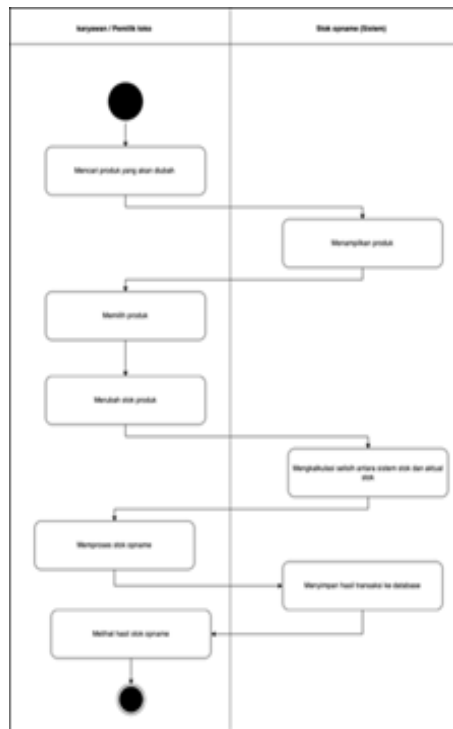 karyawan / Pemilik toko
Stok opname (Sistem)
Mencari produk yang akan diubah
Menampilkan produk
Memilih produk
Merubah stok produk
Mengkalkulasi selisih antara sistem stok dan aktual
stok
Memproses stok opname
Menyimpan hasil transaksi ke database
Melihat hasil stok opname